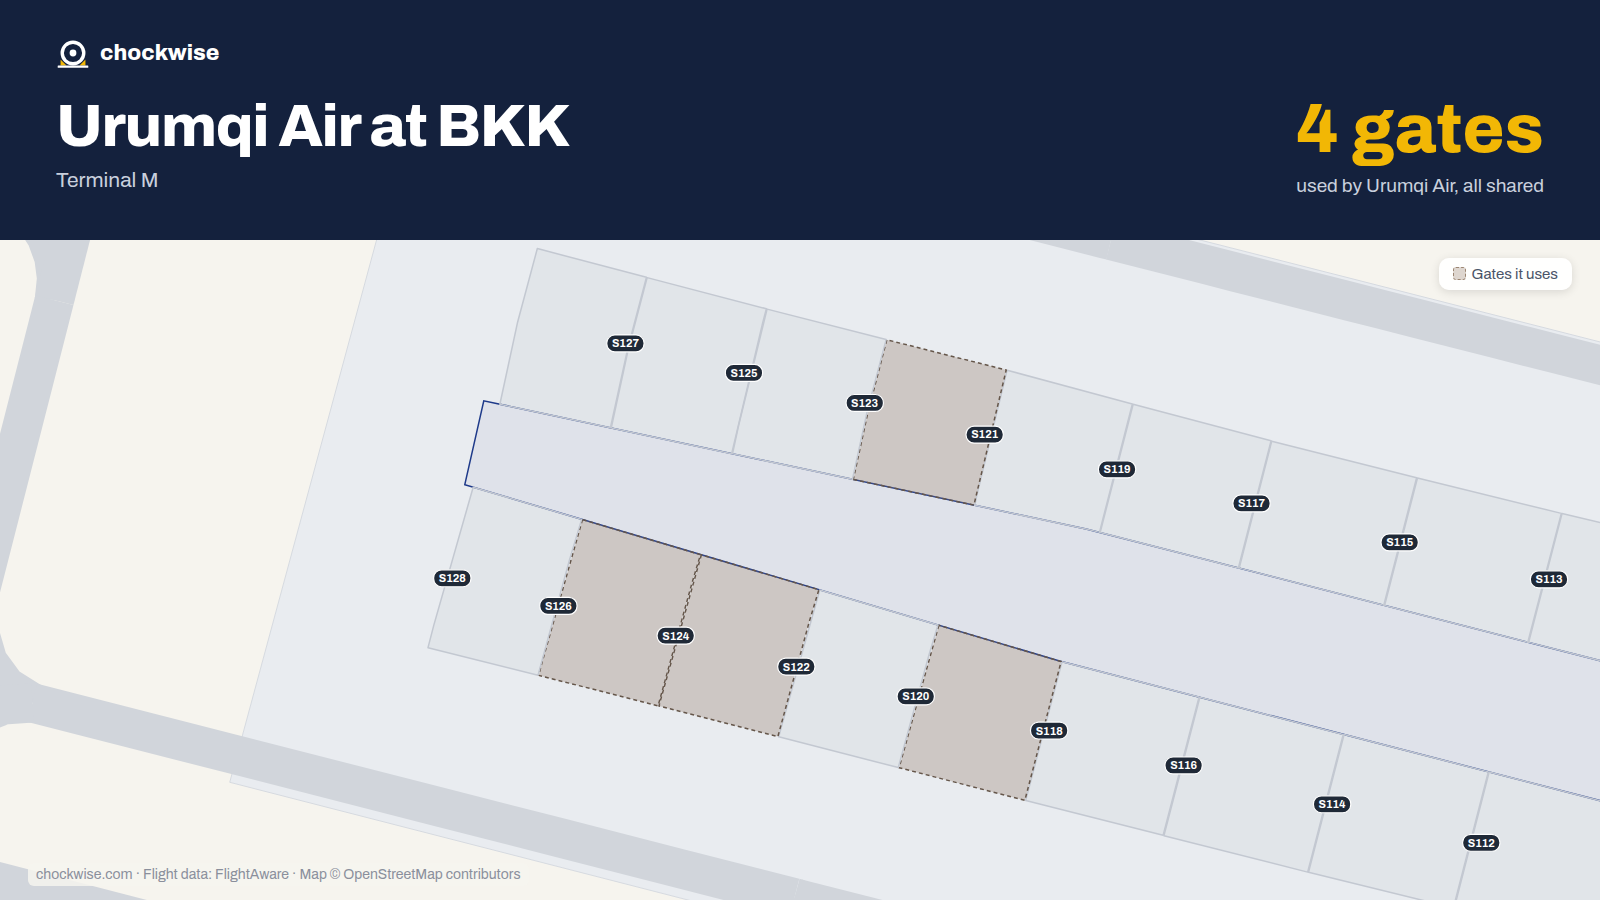 chockwise
Urumqi Air at BKK
Terminal M
4 gates
used by Urumqi Air, all shared
Gates it uses
S127
S125
S123
S121
S119
S117
S115
S113
S128
S126
S124
S122
S120
S118
S116
S114
S112
chockwise.com · Flight data: FlightAware · Map © OpenStreetMap contributors